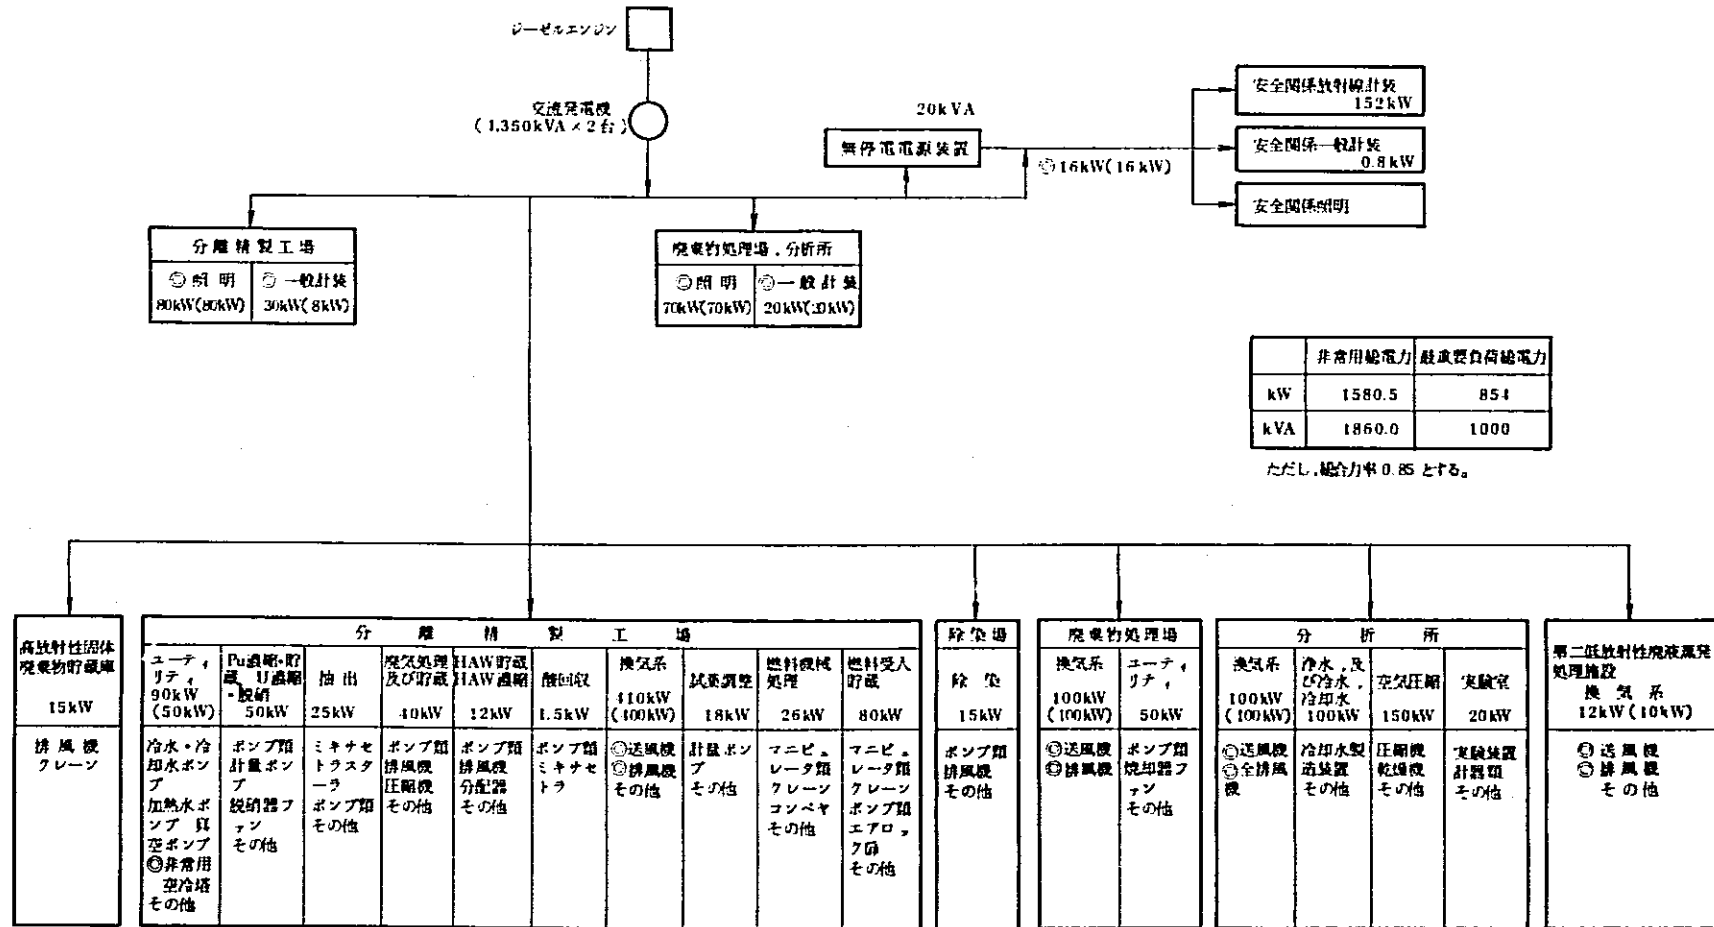 ジーゼルエンジン
交流発電機
(1,350kVA×2台)
20kVA
無停電電源装置
◎16kW(16kW)
安全関係放射線計装
152kW
安全関係一般計装
0.8kW
安全関係照明
分離精製工場
◎照明
80kW(80kW)
◎一般計装
30kW(8kW)
廃棄物処理場.分析所
◎照明
70kW(70kW)
◎一般計装
20kW(20kW)
非常用総電力 最重要負荷総電力
kW 1580.5 854
kVA 1860.0 1000
ただし,総合力率0.85とする。
高放射性固体
廃棄物貯蔵庫
15kW
排風機
クレーン
分離精製工場
ユーティ
リティ
90kW
(50kW)
冷水・冷
却水ポン
プ
加熱水ポ
ンプ 真
空ポンプ
◎非常用
空冷塔
その他
Pu濃縮・貯
蔵,U濃縮
・脱硝
50kW
ポンプ類
計量ポン
プ
脱硝器フ
ァン
その他
抽出
25kW
ミキサセ
トラスタ
ーラ
ポンプ類
その他
廃気処理
及び貯蔵
40kW
ポンプ類
排風機
圧縮機
その他
HAW貯蔵
HAW濃縮
12kW
ポンプ類
排風機
分配器
その他
酸回収
1.5kW
ポンプ類
ミキサセ
トラ
換気系
410kW
(400kW)
◎送風機
◎排風機
その他
試薬調整
18kW
計量ポン
プ
その他
燃料機械
処理
26kW
マニピュ
レータ類
クレーン
コンベヤ
その他
燃料受入
貯蔵
80kW
マニピュ
レータ類
クレーン
ポンプ類
エアロッ
ク扉
その他
除染場
除染
15kW
ポンプ類
排風機
その他
廃棄物処理場
換気系
100kW
(100kW)
◎送風機
◎排風機
ユーティ
リティ
50kW
ポンプ類
焼却器フ
ァン
その他
分析所
換気系
100kW
(100kW)
◎送風機
◎全排風
機
冷水,及
び冷水,
冷却水
100kW
冷却水製
造装置
その他
空気圧縮
150kW
圧縮機
乾燥機
その他
実験室
20kW
実験装置
計器類
その他
第二低放射性廃液蒸発
処理施設
換気系
12kW(10kW)
◎送風機
◎排風機
その他